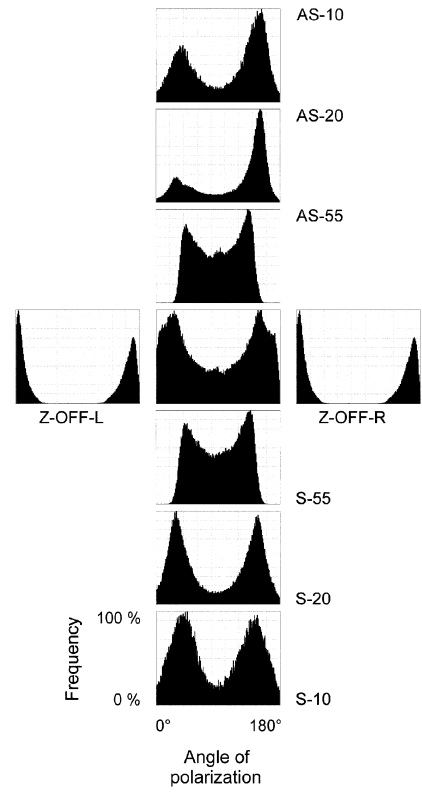 AS-10
AS-20
AS-55
Z-OFF-L
Z-OFF-R
S-55
S-20
S-10
Frequency
100 %
0 %
0°
180°
Angle of
polarization